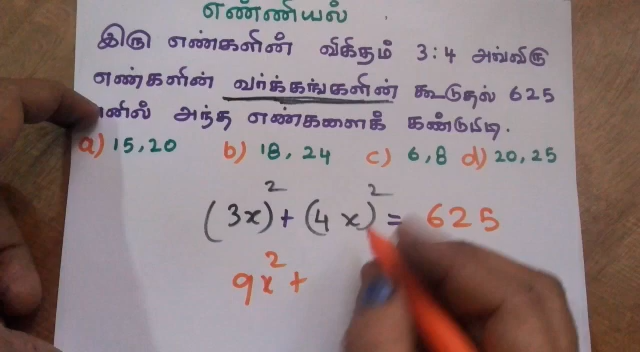 எண்ணியல்
இரு எண்களின் விகிதம் 3:4 அவ்விரு
எண்களின் வர்க்கங்களின் கூடுதல் 625
எனில் அந்த எண்களைக் கண்டுபிடி.
a) 15,20 b) 18, 24 c) 6,8 d) 20, 25
(3x)² + (4x)² = 625
9x² +